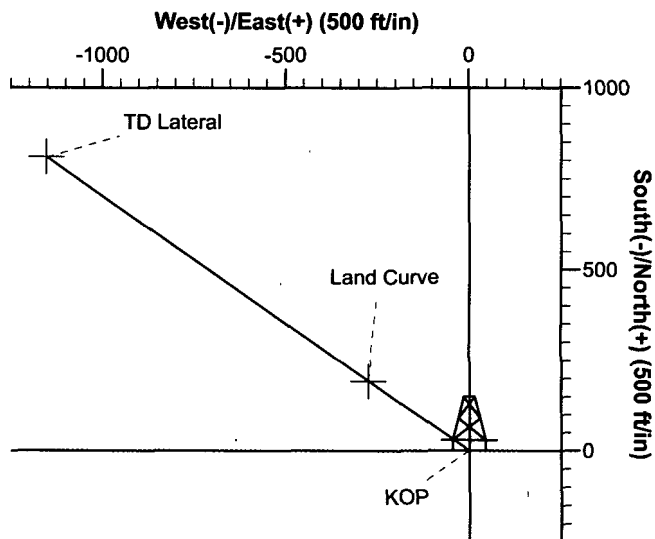 West(-)/East(+) (500 ft/in)
-1000 -500 0
TD Lateral
1000
Land Curve
500
South(-)/North(+) (500 ft/in)
0
KOP